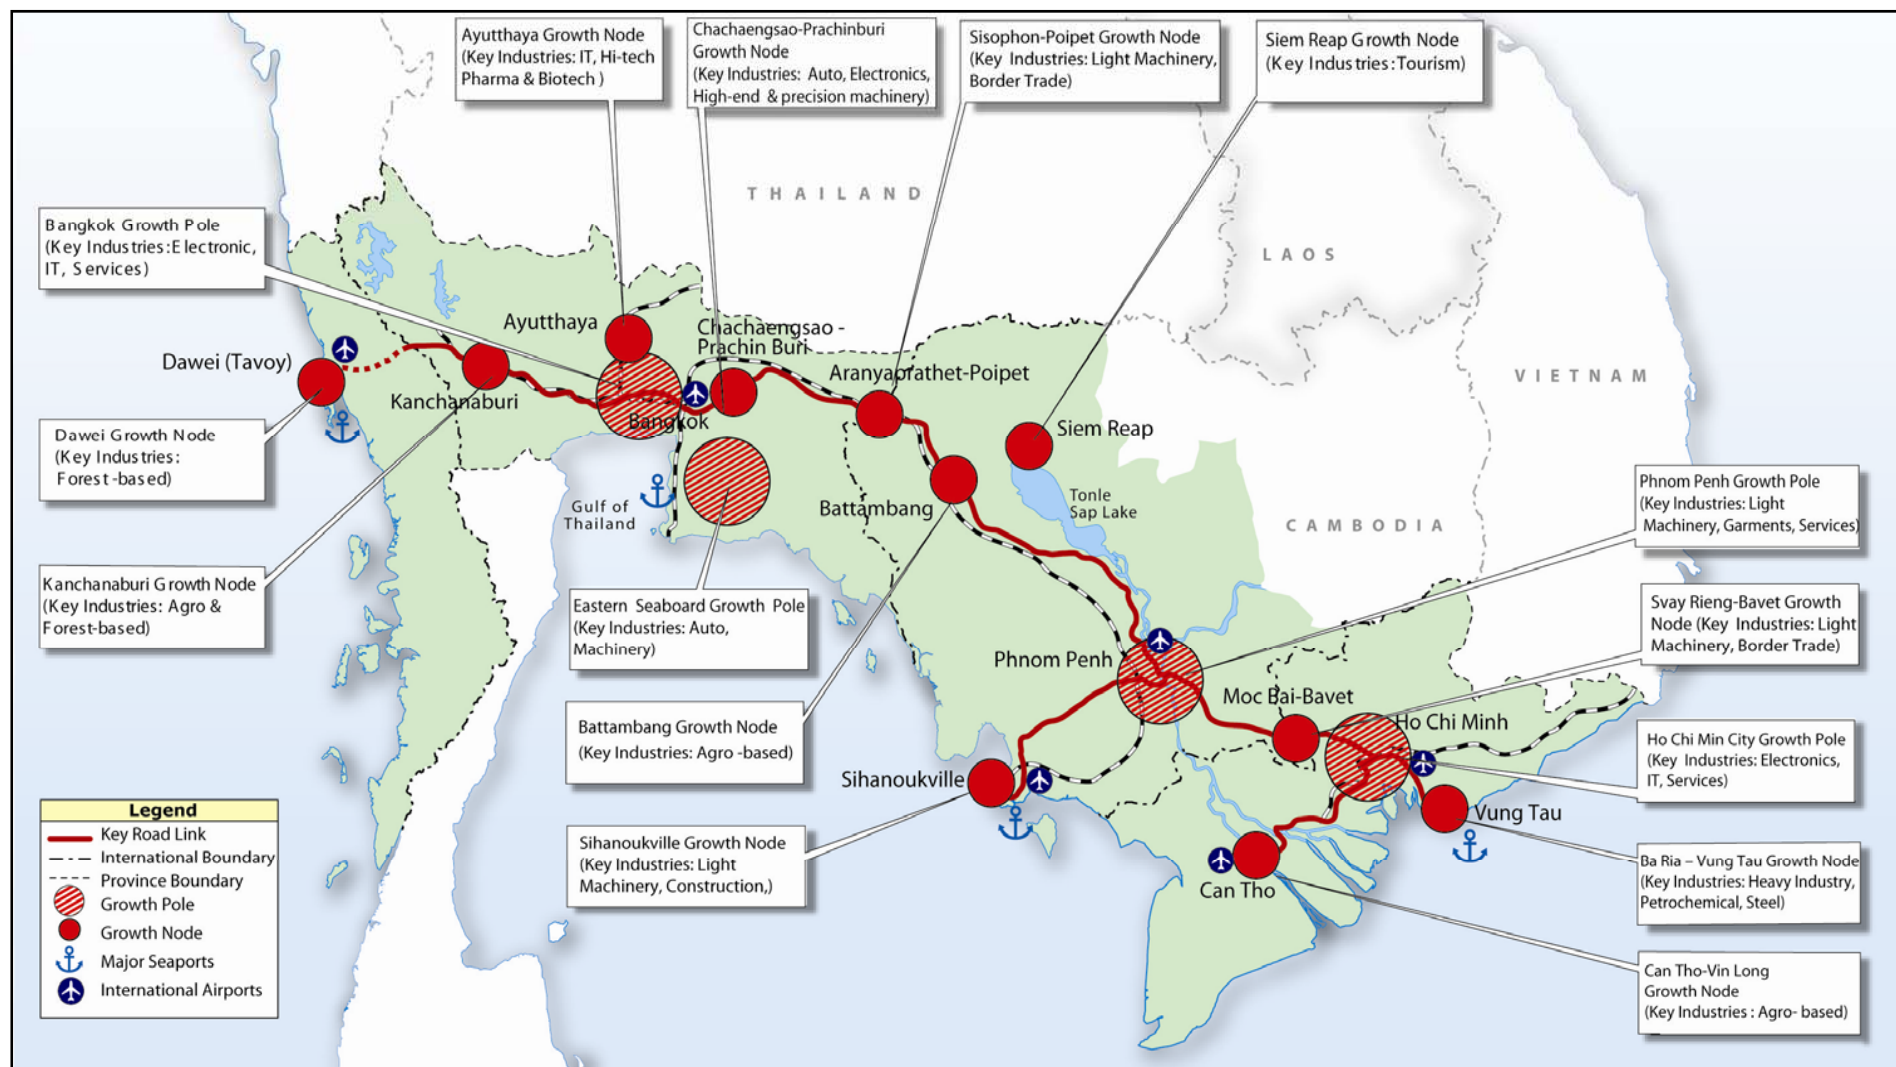 Ayutthaya Growth Node
(Key Industries: IT, Hi-tech
Pharma & Biotech )
Chachaengsao-Prachinburi
Growth Node
(Key Industries: Auto, Electronics,
High-end & precision machinery)
Sisophon-Poipet Growth Node
(Key Industries: Light Machinery,
Border Trade)
Siem Reap Growth Node
(Key Industries :Tourism)
THAILAND
LAOS
VIETNAM
CAMBODIA
Bangkok Growth Pole
(Key Industries :Electronic,
IT, Services)
Ayutthaya
Chachaengsao -
Prachin Buri
Dawei (Tavoy)
Kanchanaburi
Bangkok
Aranyaprathet-Poipet
Siem Reap
Dawei Growth Node
(Key Industries :
Forest -based)
Gulf of
Thailand
Battambang
Tonle
Sap Lake
Phnom Penh Growth Pole
(Key Industries: Light
Machinery, Garments, Services)
Kanchanaburi Growth Node
(Key Industries: Agro &
Forest-based)
Eastern Seaboard Growth Pole
(Key Industries: Auto,
Machinery)
Svay Rieng-Bavet Growth
Node (Key Industries: Light
Machinery, Border Trade)
Phnom Penh
Moc Bai-Bavet
Ho Chi Minh
Battambang Growth Node
(Key Industries: Agro -based)
Ho Chi Min City Growth Pole
(Key Industries: Electronics,
IT, Services)
Sihanoukville
Vung Tau
Can Tho
Sihanoukville Growth Node
(Key Industries: Light
Machinery, Construction,)
Ba Ria – Vung Tau Growth Node
(Key Industries: Heavy Industry,
Petrochemical, Steel)
Can Tho-Vin Long
Growth Node
(Key Industries : Agro- based)
Legend
Key Road Link
International Boundary
Province Boundary
Growth Pole
Growth Node
Major Seaports
International Airports